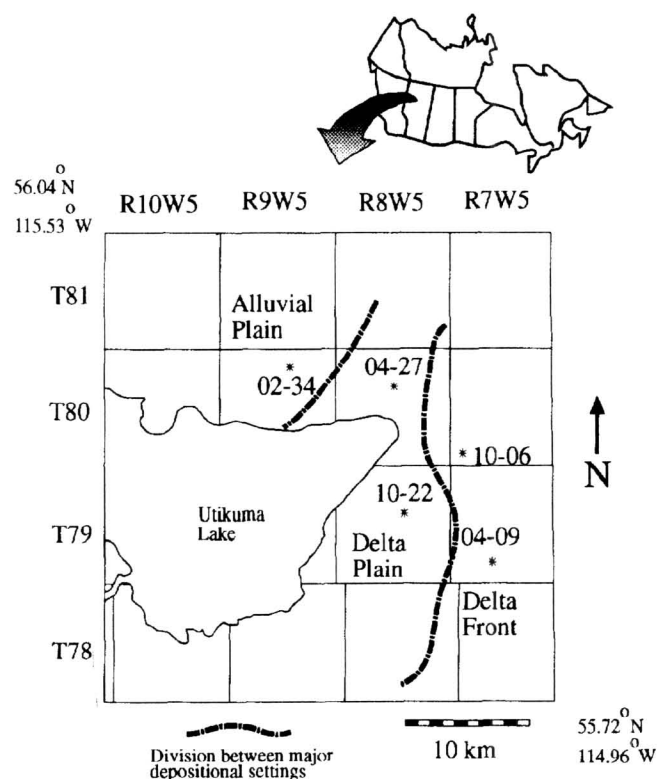 56.04° N
115.53° W
R10W5 R9W5 R8W5 R7W5
T81
T80
T79
T78
Alluvial
Plain
02-34
04-27
10-06
10-22
04-09
Utikuma
Lake
Delta
Plain
Delta
Front
N
Division between major
depositional settings
10 km
55.72° N
114.96° W